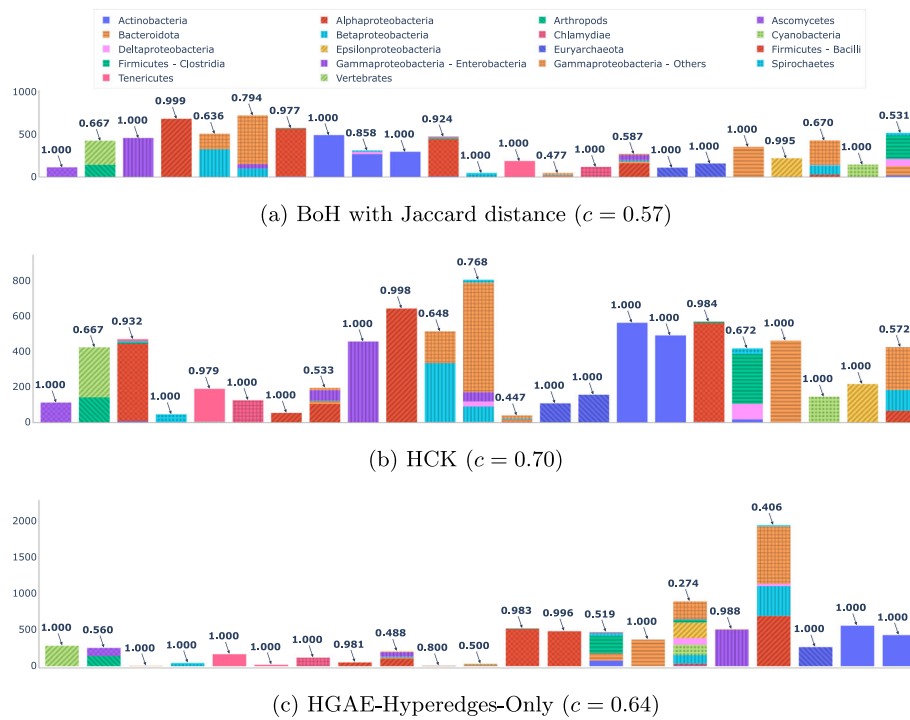 Actinobacteria Alphaproteobacteria Arthropods Ascomycetes
Bacteroidota Betaproteobacteria Chlamydiae Cyanobacteria
Deltaproteobacteria Epsilonproteobacteria Euryarchaeota Firmicutes - Bacilli
Firmicutes - Clostridia Gammaproteobacteria - Enterobacteria Gammaproteobacteria - Others Spirochaetes
Tenericutes Vertebrates
1000
500
0
1.000 0.667 1.000 0.999 0.636 0.794 0.977 1.000 0.858 1.000 0.924 1.000 1.000 0.477 1.000 0.587 1.000 1.000 1.000 0.995 0.670 1.000 0.531
(a) BoH with Jaccard distance (c = 0.57)
800
600
400
200
0
1.000 0.667 0.932 1.000 0.979 1.000 1.000 0.533 1.000 0.998 0.648 0.768 0.447 1.000 1.000 1.000 1.000 0.984 0.672 1.000 1.000 1.000 0.572
(b) HCK (c = 0.70)
2000
1500
1000
500
0
1.000 0.560 1.000 1.000 1.000 1.000 1.000 0.981 0.488 0.800 0.500 0.983 0.996 0.519 1.000 0.274 0.988 0.406 1.000 1.000 1.000
(c) HGAE-Hyperedges-Only (c = 0.64)